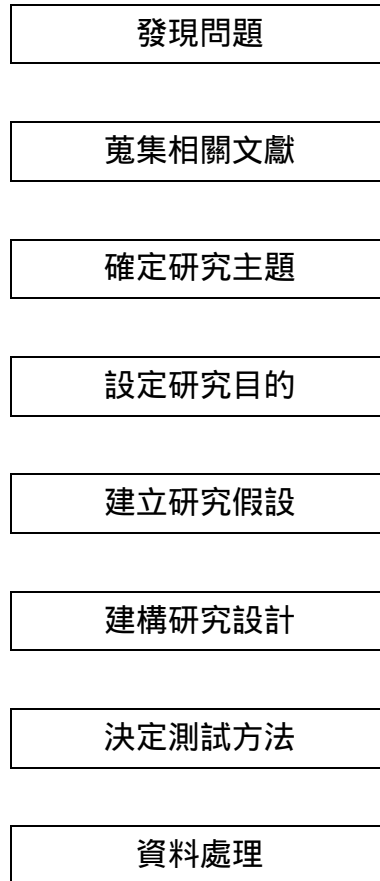 發現問題
蒐集相關文獻
確定研究主題
設定研究目的
建立研究假設
建構研究設計
決定測試方法
資料處理